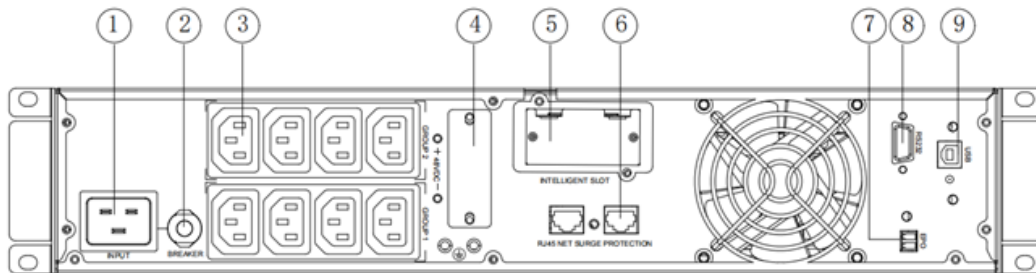 ① ② ③ ④ ⑤ ⑥ ⑦ ⑧ ⑨
GROUP 2
+ 48VDC -
GROUP 1
INPUT
BREAKER
INTELLIGENT SLOT
RJ45 NET SURGE PROTECTION
RS232
USB
EPO